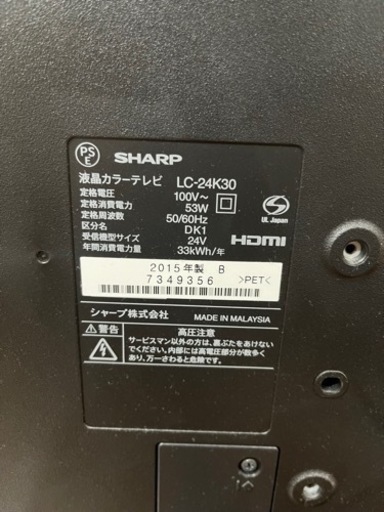 PS
E
SHARP
液晶カラーテレビ LC-24K30
定格電圧 100V~
定格消費電力 53W
定格周波数 50/60Hz
区分名 DK1
受信機型サイズ 24V
年間消費電力量 33kWh/年
S
UL Japan
HDMI
2015年製 B
7349356
>PET<
シャープ株式会社 MADE IN MALAYSIA
警告 高圧注意
サービスマン以外の方は、裏ぶたをあけない
でください。内部には高電圧部分が数多く
あり、万一さわると危険です。